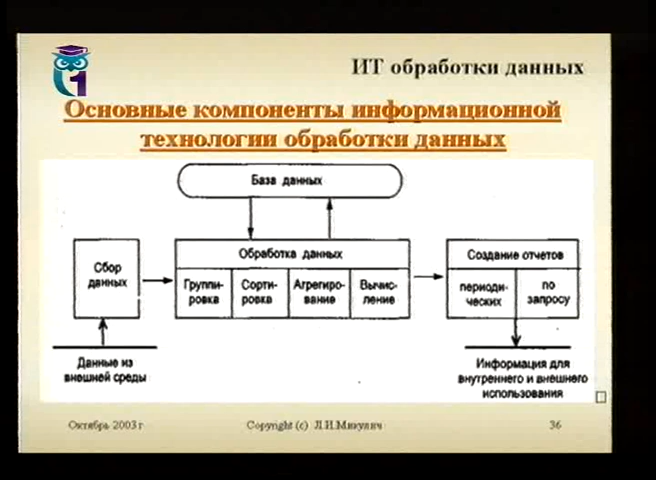 1
ИТ обработки данных
Основные компоненты информационной
технологии обработки данных
База данных
Сбор
данных
Обработка данных
Группи-
ровка
Сорти-
ровка
Агрегиро-
вание
Вычис-
ление
Создание отчетов
периоди-
ческих
по
запросу
Данные из
внешней среды
Информация для
внутреннего и внешнего
использования
Октябрь 2003 г
Copyright (c) Л.И.Микулич
36